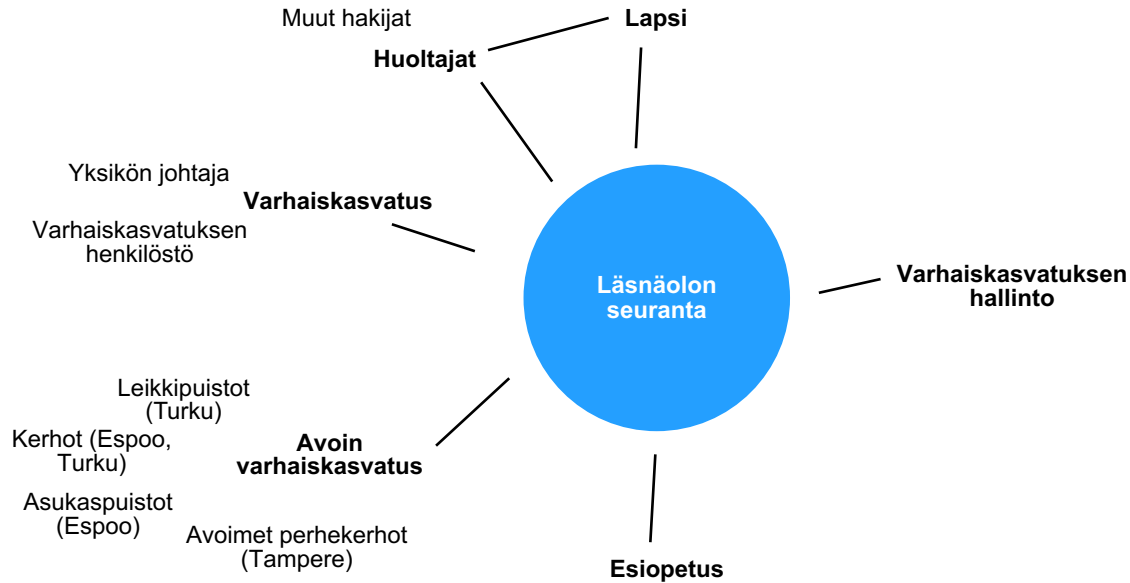 Muut hakijat
Lapsi
Huoltajat
Yksikön johtaja
Varhaiskasvatus
Varhaiskasvatuksen
henkilöstö
Läsnäolon
seuranta
Varhaiskasvatuksen
hallinto
Leikkipuistot
(Turku)
Kerhot (Espoo,
Turku)
Avoin
varhaiskasvatus
Asukaspuistot
(Espoo)
Avoimet perhekerhot
(Tampere)
Esiopetus